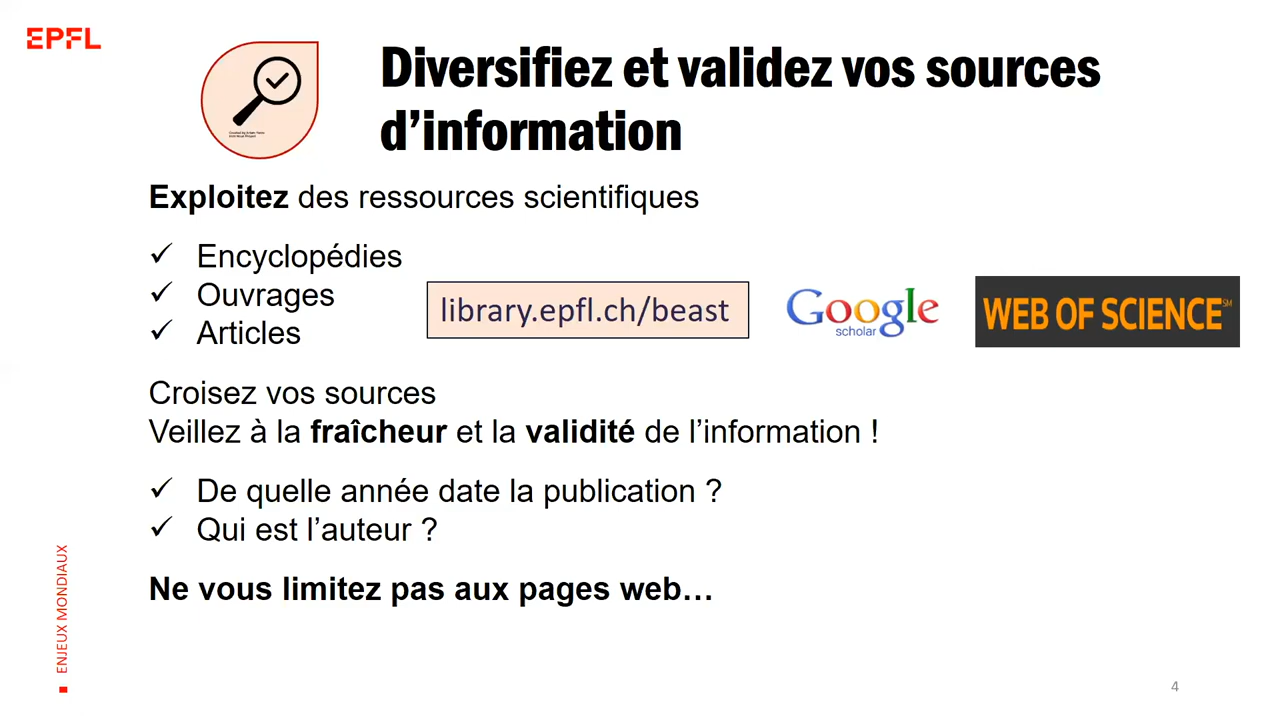 EPFL
Diversifiez et validez vos sources
d’information
Exploitez des ressources scientifiques
✓ Encyclopédies
✓ Ouvrages
✓ Articles
library.epfl.ch/beast
Google
scholar
WEB OF SCIENCE℠
Croisez vos sources
Veillez à la fraîcheur et la validité de l’information !
✓ De quelle année date la publication ?
✓ Qui est l’auteur ?
Ne vous limitez pas aux pages web…
ENJEUX MONDIAUX
4